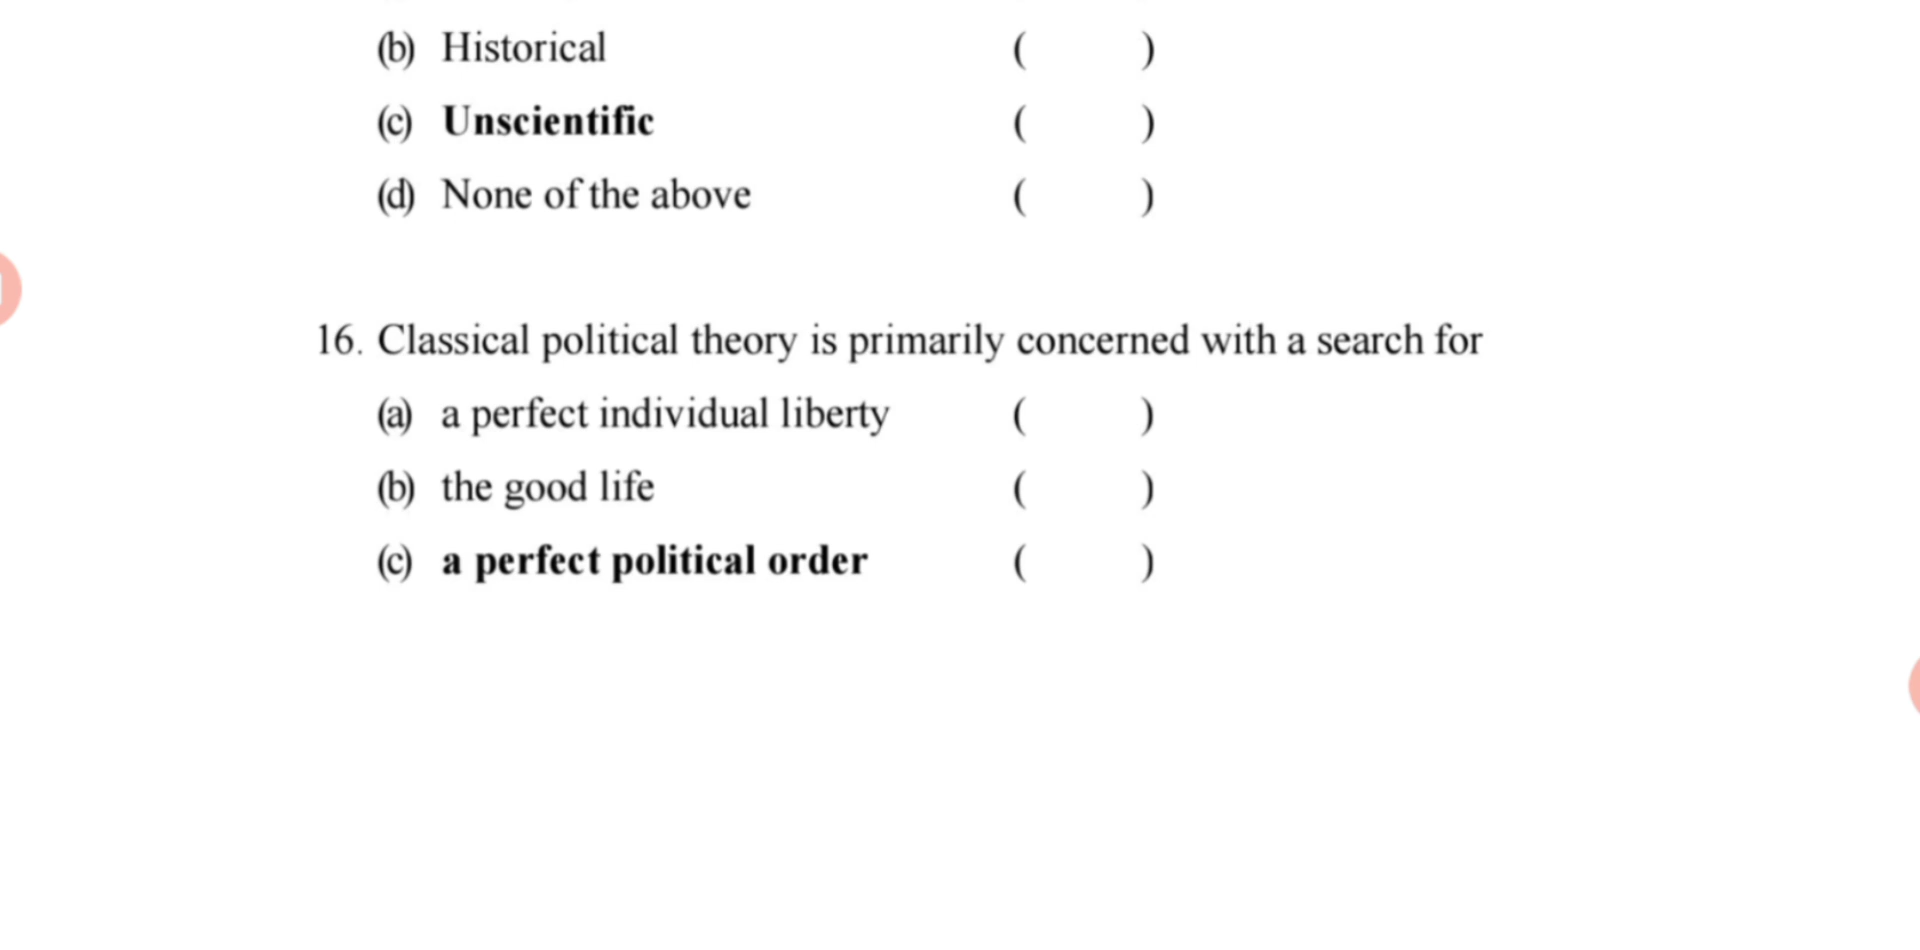 (b) Historical ( )
(c) Unscientific ( )
(d) None of the above ( )
16. Classical political theory is primarily concerned with a search for
(a) a perfect individual liberty ( )
(b) the good life ( )
(c) a perfect political order ( )